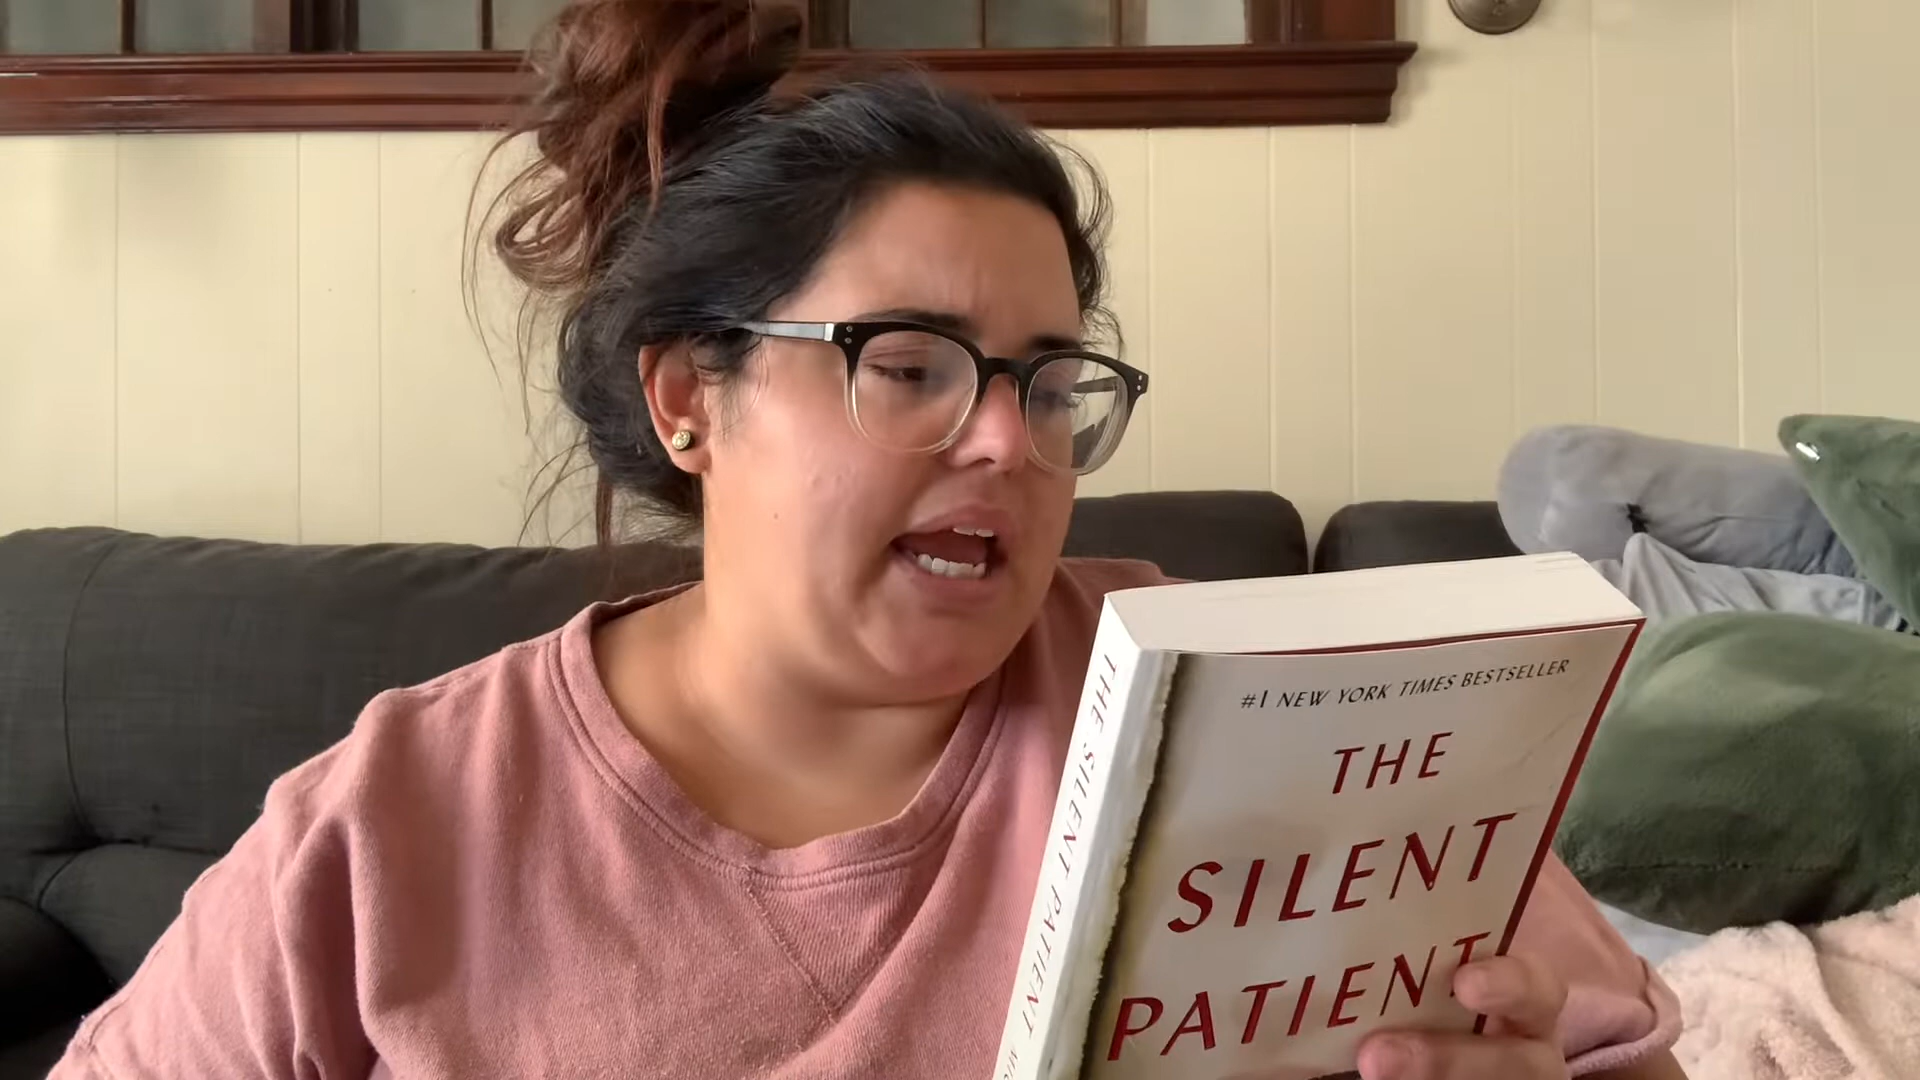 #1 NEW YORK TIMES BESTSELLER
THE
SILENT
PATIENT
THE SILENT PATIENT